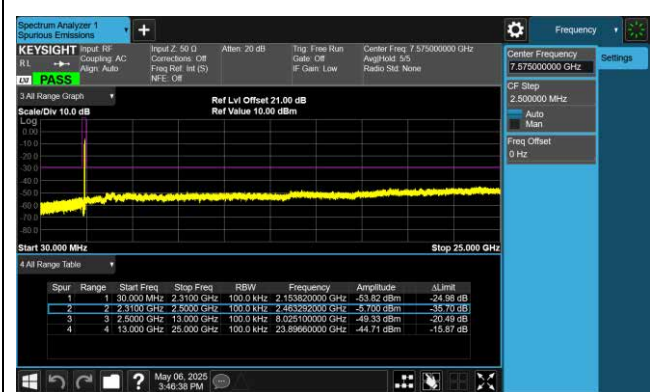 Spectrum Analyzer 1
Spurious Emissions
Frequency
KEYSIGHT
RL
Input: RF
Coupling: AC
Align: Auto
Input Z: 50 Ω
Corrections: Off
Freq Ref: Int (S)
NFE: Off
Atten: 20 dB
Trig: Free Run
Gate: Off
IF Gain: Low
Center Freq: 7.575000000 GHz
Avg|Hold: 5/5
Radio Std: None
LXI
PASS
Center Frequency
7.575000000 GHz
Settings
CF Step
2.500000 MHz
Auto
Man
Freq Offset
0 Hz
3 All Range Graph
Scale/Div 10.0 dB
Ref Lvl Offset 21.00 dB
Ref Value 10.00 dBm
Log
0.00
-10.0
-20.0
-30.0
-40.0
-50.0
-60.0
-70.0
-80.0
Start 30.000 MHz
Stop 25.000 GHz
4 All Range Table
Spur Range Start Freq Stop Freq RBW Frequency Amplitude ΔLimit
1 1 30.000 MHz 2.3100 GHz 100.0 kHz 2.153820000 GHz -53.82 dBm -24.98 dB
2 2 2.3100 GHz 2.5000 GHz 100.0 kHz 2.463292000 GHz -5.700 dBm -35.70 dB
3 3 2.5000 GHz 13.000 GHz 100.0 kHz 8.025100000 GHz -49.33 dBm -20.49 dB
4 4 13.000 GHz 25.000 GHz 100.0 kHz 23.89660000 GHz -44.71 dBm -15.87 dB
?
May 06, 2025
3:46:38 PM